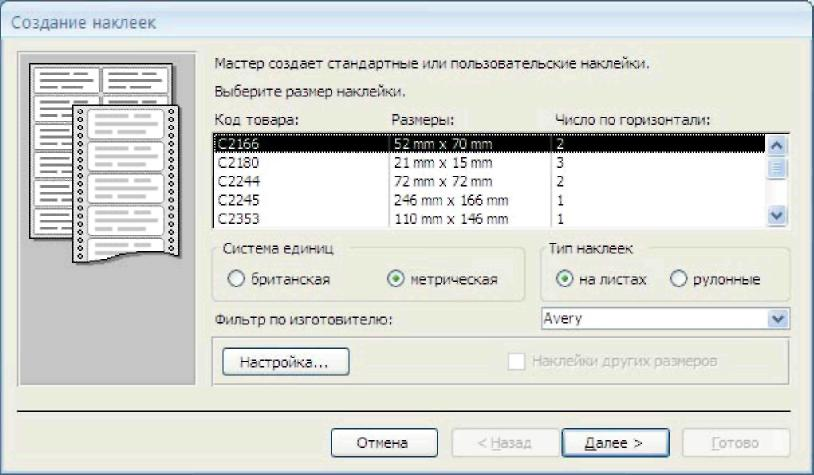 Создание наклеек
Мастер создает стандартные или пользовательские наклейки.
Выберите размер наклейки.
Код товара: Размеры: Число по горизонтали:
C2166 52 mm x 70 mm 2
C2180 21 mm x 15 mm 3
C2244 72 mm x 72 mm 2
C2245 246 mm x 166 mm 1
C2353 110 mm x 146 mm 1
Система единиц Тип наклеек
британская метрическая на листах рулонные
Фильтр по изготовителю: Avery
Настройка... Наклейки других размеров
Отмена < Назад Далее > Готово